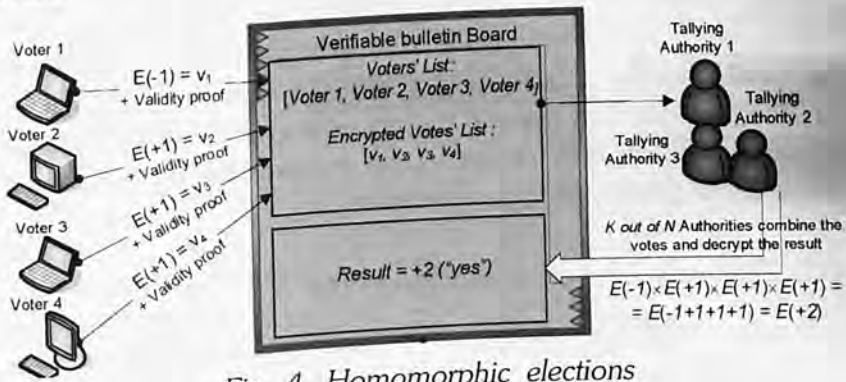 Voter 1
E(-1) = v₁
+ Validity proof
Voter 2
E(+1) = v₂
+ Validity proof
Voter 3
E(+1) = v₃
+ Validity proof
Voter 4
E(+1) = v₄
+ Validity proof
Verifiable bulletin Board
Voters' List:
[Voter 1, Voter 2, Voter 3, Voter 4]
Encrypted Votes' List :
[v₁, v₂, v₃, v₄]
Result = +2 ("yes")
Tallying
Authority 1
Tallying
Authority 2
Tallying
Authority 3
K out of N Authorities combine the
votes and decrypt the result
E(-1)×E(+1)×E(+1)×E(+1) =
= E(-1+1+1+1) = E(+2)
Fig. 4. Homomorphic elections